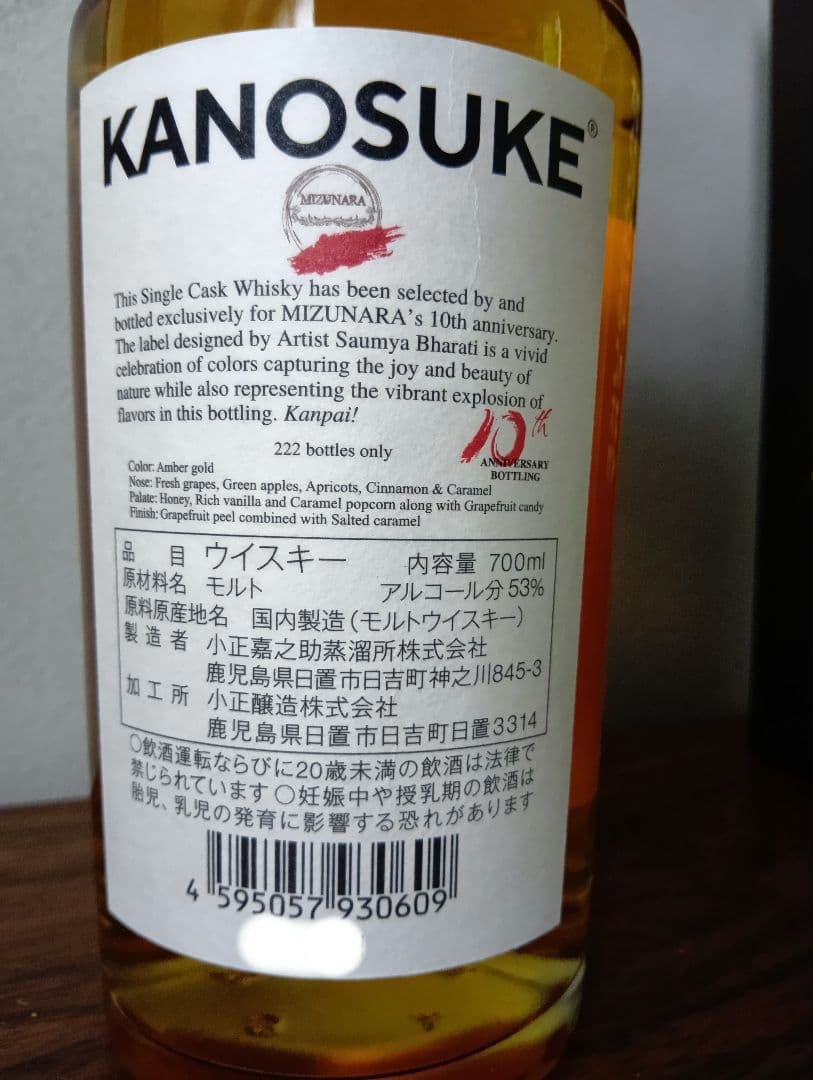 KANOSUKE®
MIZUNARA
This Single Cask Whisky has been selected by and
bottled exclusively for MIZUNARA's 10th anniversary.
The label designed by Artist Saumya Bharati is a vivid
celebration of colors capturing the joy and beauty of
nature while also representing the vibrant explosion of
flavors in this bottling. Kanpai!
222 bottles only
10th
ANNIVERSARY
BOTTLING
Color: Amber gold
Nose: Fresh grapes, Green apples, Apricots, Cinnamon & Caramel
Palate: Honey, Rich vanilla and Caramel popcorn along with Grapefruit candy
Finish: Grapefruit peel combined with Salted caramel
品目 ウイスキー 内容量 700ml
原材料名 モルト アルコール分 53%
原料原産地名 国内製造(モルトウイスキー)
製造者 小正嘉之助蒸溜所株式会社
鹿児島県日置市日吉町神之川845-3
加工所 小正醸造株式会社
鹿児島県日置市日吉町日置3314
○飲酒運転ならびに20歳未満の飲酒は法律で
禁じられています ○妊娠中や授乳期の飲酒は
胎児、乳児の発育に影響する恐れがあります
4 595057 930609